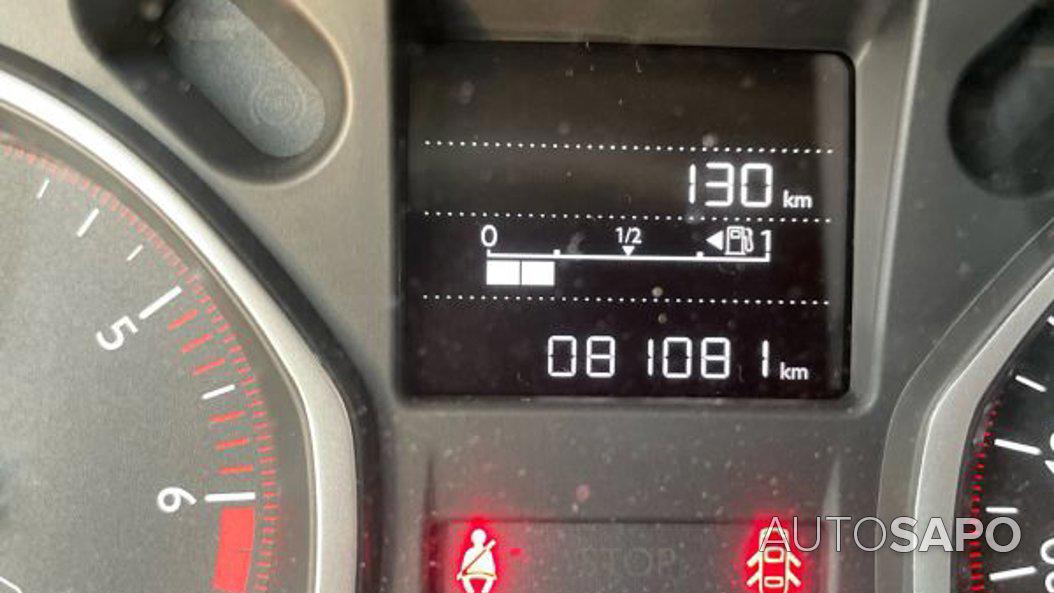 130 km
0 1/2 1
081081 km
5
6
STOP
AUTOSAPO